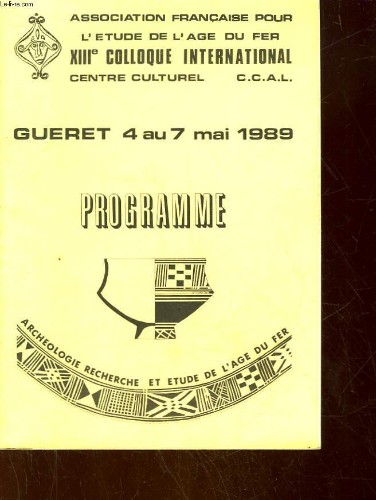 ASSOCIATION FRANÇAISE POUR
L'ETUDE DE L'AGE DU FER
XIIIe COLLOQUE INTERNATIONAL
CENTRE CULTUREL C.C.A.L.
GUERET 4 au 7 mai 1989
PROGRAMME
ARCHEOLOGIE RECHERCHE ET ETUDE DE L'AGE DU FER